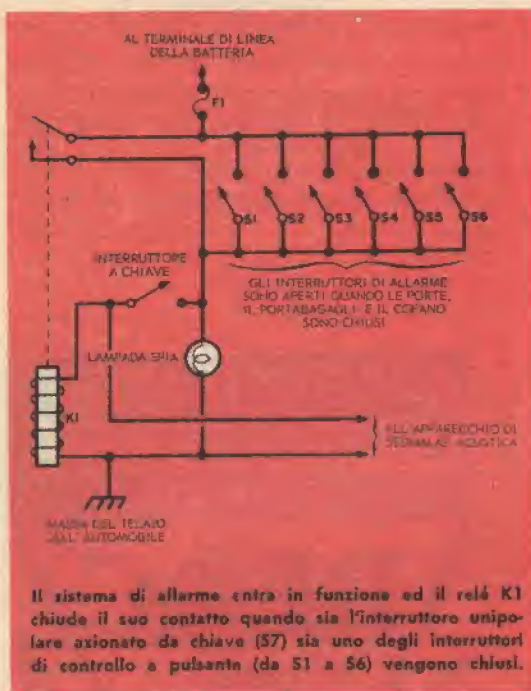 AL TERMINALE DI LINEA
DELLA BATTERIA
F1
S1 S2 S3 S4 S5 S6
INTERRUTTORE
A CHIAVE
GLI INTERRUTTORI DI ALLARME
SONO APERTI QUANDO LE PORTE,
IL PORTABAGAGLI E IL COFANO
SONO CHIUSI
LAMPADA SPIA
K1
ALL'APPARECCHIO DI
SEGNALAZ. ACUSTICA
MASSA DEL TELAIO
DELL'AUTOMOBILE
Il sistema di allarme entra in funzione ed il relé K1
chiude il suo contatto quando sia l'interruttore unipo-
lare azionato da chiave (S7) sia uno degli interruttori
di controllo a pulsante (da S1 a S6) vengono chiusi.